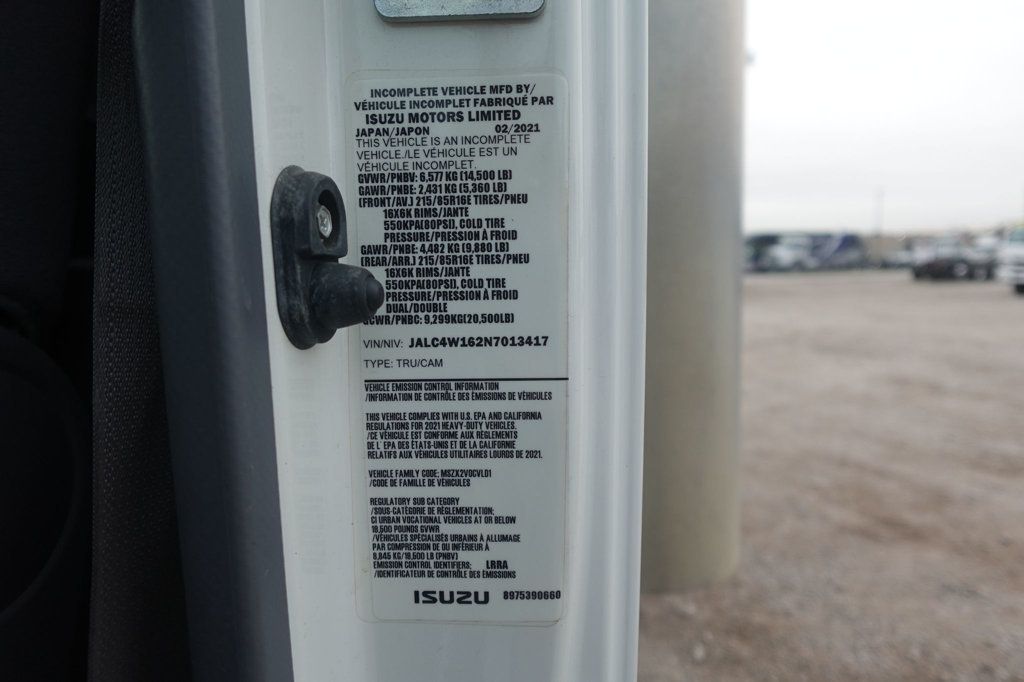 INCOMPLETE VEHICLE MFD BY/
VÉHICULE INCOMPLET FABRIQUÉ PAR
ISUZU MOTORS LIMITED
JAPAN/JAPON 02/2021
THIS VEHICLE IS AN INCOMPLETE
VEHICLE./LE VÉHICULE EST UN
VÉHICULE INCOMPLET.
GVWR/PNBV: 6,577 KG (14,500 LB)
GAWR/PNBE: 2,431 KG (5,360 LB)
(FRONT/AV.) 215/85R16E TIRES/PNEU
16X6K RIMS/JANTE
550KPA(80PSI), COLD TIRE
PRESSURE/PRESSION À FROID
GAWR/PNBE: 4,482 KG (9,880 LB)
(REAR/ARR.) 215/85R16E TIRES/PNEU
16X6K RIMS/JANTE
550KPA(80PSI), COLD TIRE
PRESSURE/PRESSION À FROID
DUAL/DOUBLE
GCWR/PNBC: 9,299KG(20,500LB)
VIN/NIV: JALC4W162N7013417
TYPE: TRU/CAM
VEHICLE EMISSION CONTROL INFORMATION
/INFORMATION DE CONTRÔLE DES ÉMISSIONS DE VÉHICULES
THIS VEHICLE COMPLIES WITH U.S. EPA AND CALIFORNIA
REGULATIONS FOR 2021 HEAVY-DUTY VEHICLES.
/CE VÉHICULE EST CONFORME AUX RÈGLEMENTS
DE L' EPA DES ÉTATS-UNIS ET DE LA CALIFORNIE
RELATIFS AUX VÉHICULES UTILITAIRES LOURDS DE 2021.
VEHICLE FAMILY CODE: MSZX2VOCVLD1
/CODE DE FAMILLE DE VÉHICULES
REGULATORY SUB CATEGORY
/SOUS-CATÉGORIE DE RÉGLEMENTATION:
CI URBAN VOCATIONAL VEHICLES AT OR BELOW
19,500 POUNDS GVWR
/VÉHICULES SPÉCIALISÉS URBAINS À ALLUMAGE
PAR COMPRESSION DE OU INFÉRIEUR À
8,845 KG/19,500 LB (PNBV)
EMISSION CONTROL IDENTIFIERS: LRRA
/IDENTIFICATEUR DE CONTRÔLE DES ÉMISSIONS
ISUZU 8975390660